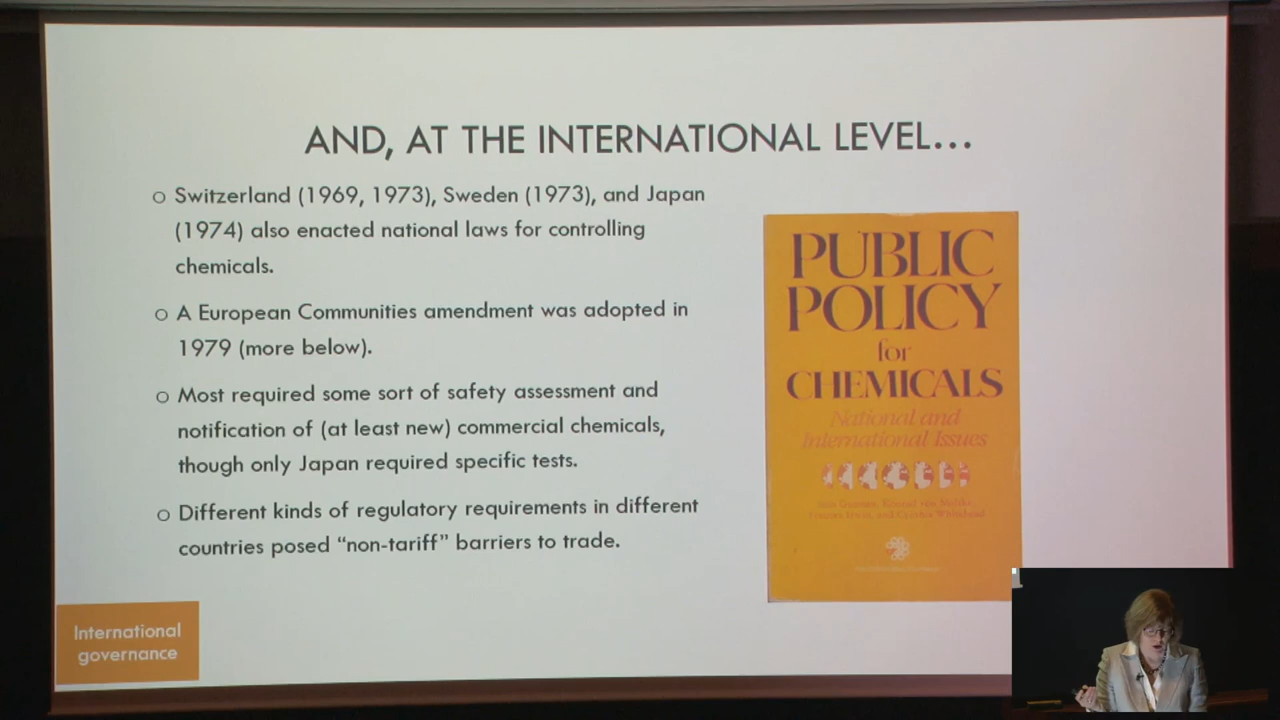 AND, AT THE INTERNATIONAL LEVEL...
○ Switzerland (1969, 1973), Sweden (1973), and Japan
(1974) also enacted national laws for controlling
chemicals.
○ A European Communities amendment was adopted in
1979 (more below).
○ Most required some sort of safety assessment and
notification of (at least new) commercial chemicals,
though only Japan required specific tests.
○ Different kinds of regulatory requirements in different
countries posed “non-tariff” barriers to trade.
PUBLIC
POLICY
for
CHEMICALS
National and
International Issues
and Cynthia Whitehead
International
governance